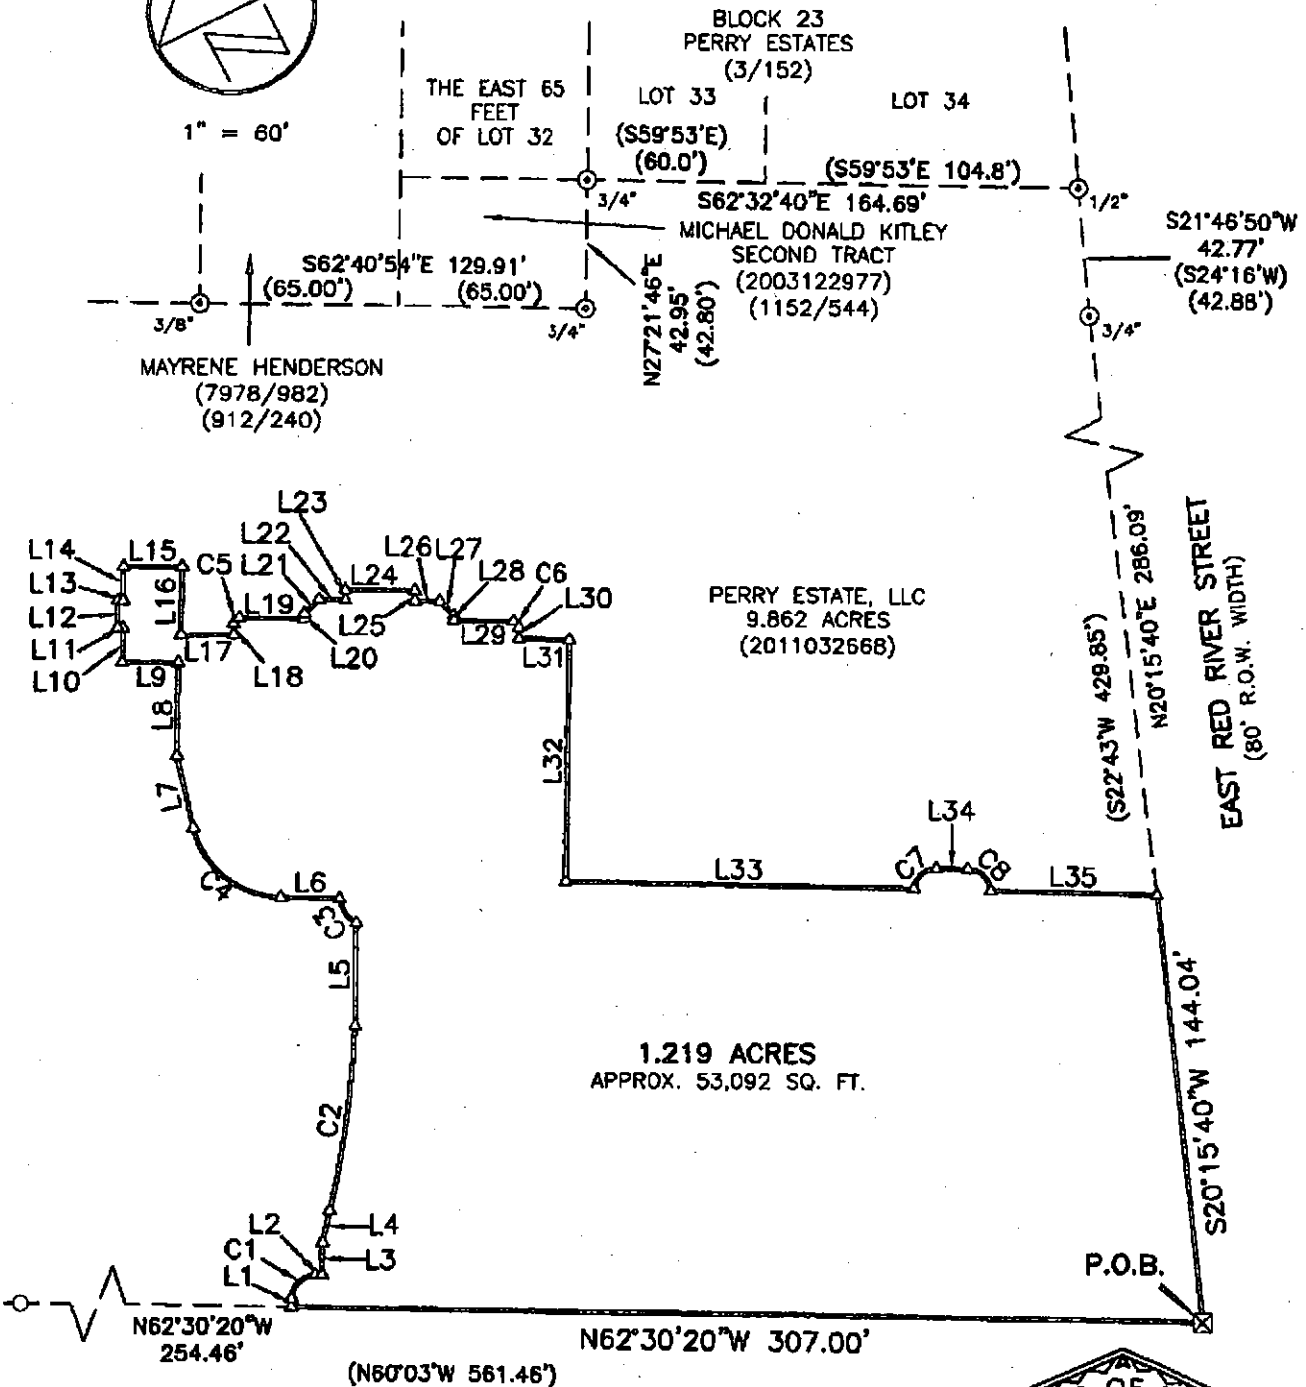 BLOCK 23
PERRY ESTATES
(3/152)
THE EAST 65
FEET
OF LOT 32
LOT 33
(S59°53'E)
(60.0')
LOT 34
(S59°53'E 104.8')
1" = 60'
N
3/4"
S62°32'40"E 164.69'
1/2"
MICHAEL DONALD KITLEY
SECOND TRACT
(2003122977)
(1152/544)
S21°46'50"W
42.77'
(S24°16'W)
(42.88')
S62°40'54"E 129.91'
(65.00')
(65.00')
3/8"
3/4"
N27°21'46"E
42.95'
(42.80')
3/4"
MAYRENE HENDERSON
(7978/982)
(912/240)
L23
L22
L21
L14
L15
C5
L13
L16
L12
L19
L24
L26
L27
L28
C6
L30
L11
L17
L25
L29
L31
L10
L9
L18
L20
L8
L7
L32
PERRY ESTATE, LLC
9.862 ACRES
(2011032668)
(S22°43'W 429.85')
N20°15'40"E 286.09'
EAST RED RIVER STREET
(80' R.O.W. WIDTH)
L34
C4
L6
C3
L33
C7
C8
L35
L5
1.219 ACRES
APPROX. 53,092 SQ. FT.
S20°15'40"W 144.04'
C2
L2
L4
C1
L3
L1
P.O.B.
N62°30'20"W
254.46'
N62°30'20"W 307.00'
(N60°03'W 561.46')
OF